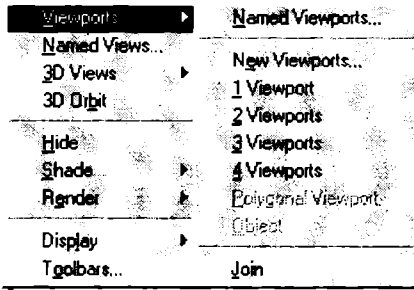 Viewports
Named Views...
3D Views
3D Orbit
Hide
Shade
Render
Display
Toolbars...
Named Viewports...
New Viewports...
1 Viewport
2 Viewports
3 Viewports
4 Viewports
Polygonal Viewport
Object
Join